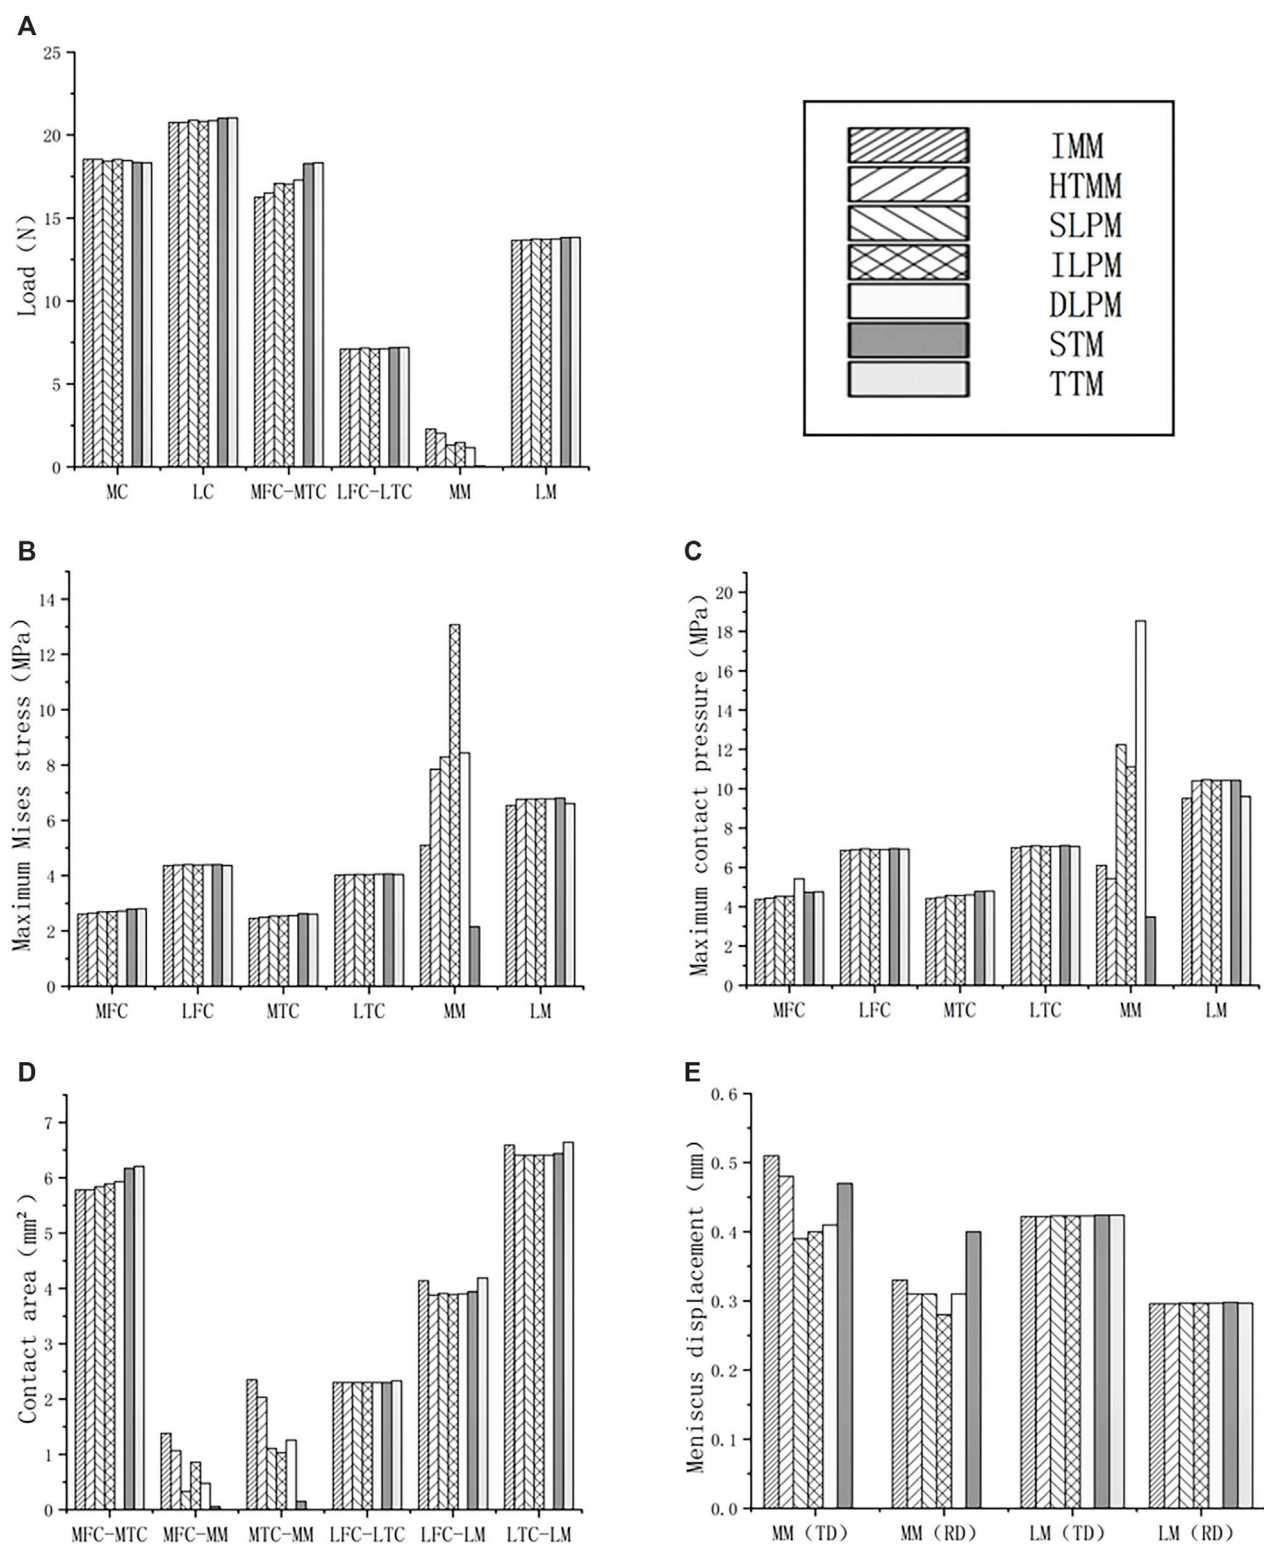 A
25
20
15
10
5
0
Load (N)
MC LC MFC-MTC LFC-LTC MM LM
IMM
HTMM
SLPM
ILPM
DLPM
STM
TTM
B
14
12
10
8
6
4
2
0
Maximum Mises stress (MPa)
MFC LFC MTC LTC MM LM
C
20
18
16
14
12
10
8
6
4
2
0
Maximum contact pressure (MPa)
MFC LFC MTC LTC MM LM
D
7
6
5
4
3
2
1
0
Contact area (mm²)
MFC-MTC MFC-MM MTC-MM LFC-LTC LFC-LM LTC-LM
E
0.6
0.5
0.4
0.3
0.2
0.1
0.0
Meniscus displacement (mm)
MM (TD) MM (RD) LM (TD) LM (RD)